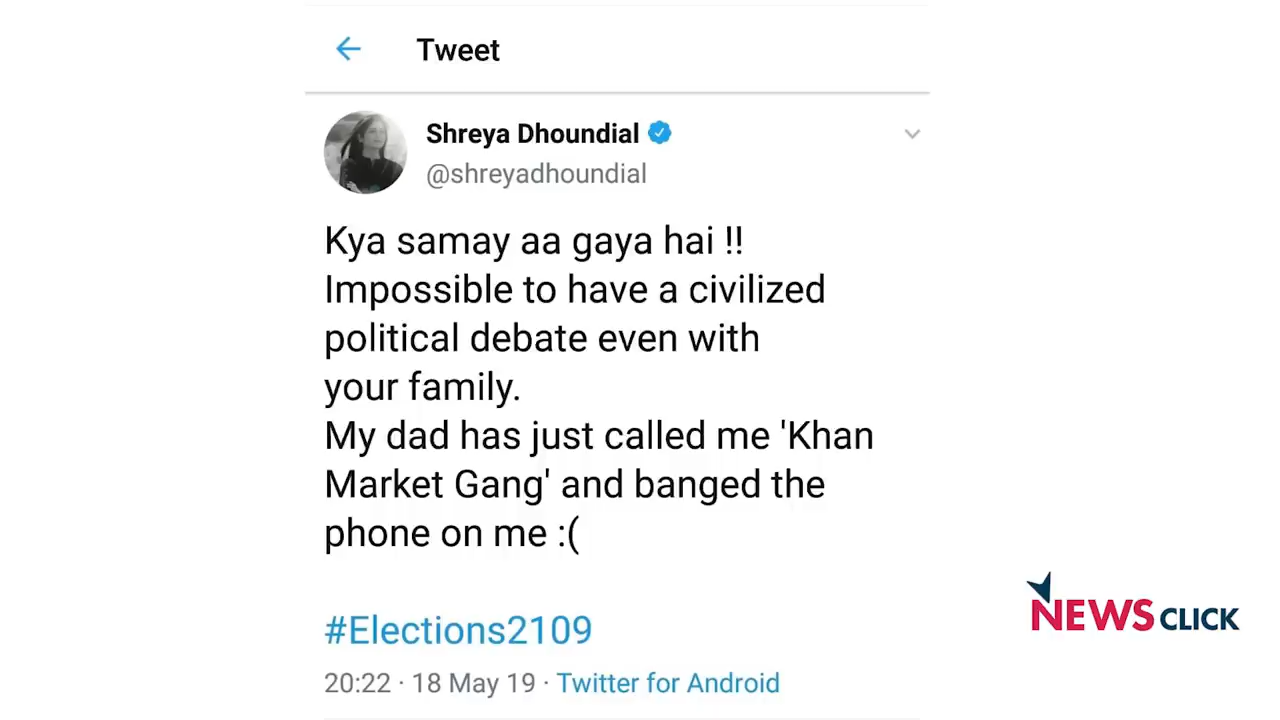 Tweet
Shreya Dhoundial
@shreyadhoundial
Kya samay aa gaya hai !!
Impossible to have a civilized
political debate even with
your family.
My dad has just called me 'Khan
Market Gang' and banged the
phone on me :(
#Elections2109
20:22 · 18 May 19 · Twitter for Android
NEWSCLICK